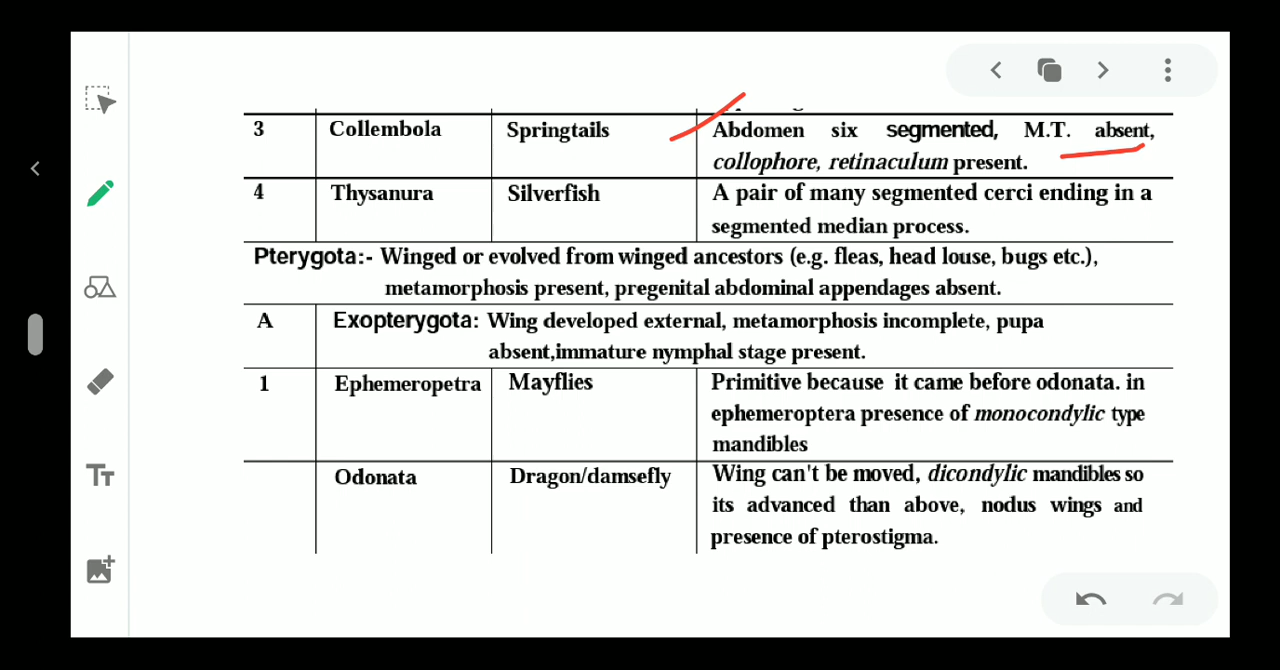 3 Collembola Springtails Abdomen six segmented, M.T. absent,
collophore, retinaculum present.
4 Thysanura Silverfish A pair of many segmented cerci ending in a
segmented median process.
Pterygota:- Winged or evolved from winged ancestors (e.g. fleas, head louse, bugs etc.),
metamorphosis present, pregenital abdominal appendages absent.
A Exopterygota: Wing developed external, metamorphosis incomplete, pupa
absent,immature nymphal stage present.
1 Ephemeropetra Mayflies Primitive because it came before odonata. in
ephemeroptera presence of monocondylic type
mandibles
Odonata Dragon/damsefly Wing can't be moved, dicondylic mandibles so
its advanced than above, nodus wings and
presence of pterostigma.
TT